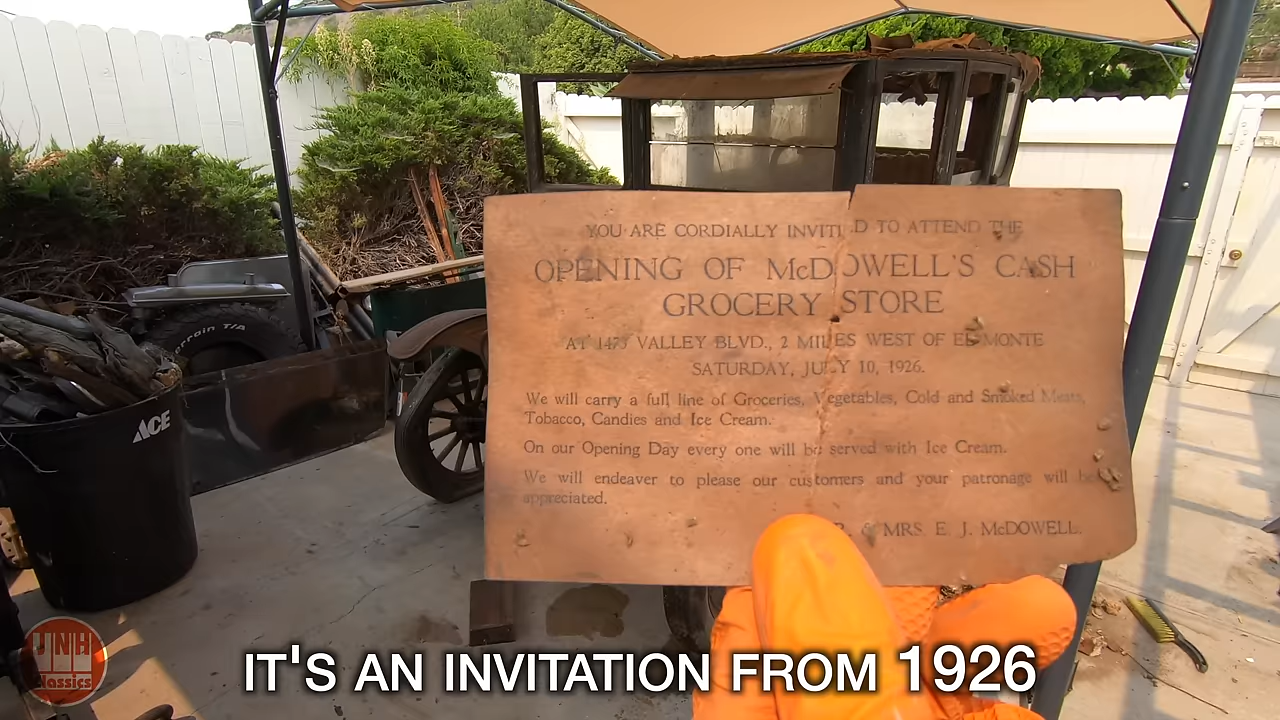 YOU ARE CORDIALLY INVITED TO ATTEND THE
OPENING OF McDOWELL'S CASH
GROCERY STORE
AT 1473 VALLEY BLVD., 2 MILES WEST OF EL MONTE
SATURDAY, JULY 10, 1926.
We will carry a full line of Groceries, Vegetables, Cold and Smoked Meats,
Tobacco, Candies and Ice Cream.
On our Opening Day every one will be served with Ice Cream.
We will endeavor to please our customers and your patronage will be
appreciated.
R. & MRS. E. J. McDOWELL.
Terrain T/A
ACE
JNH
Classics
IT'S AN INVITATION FROM 1926